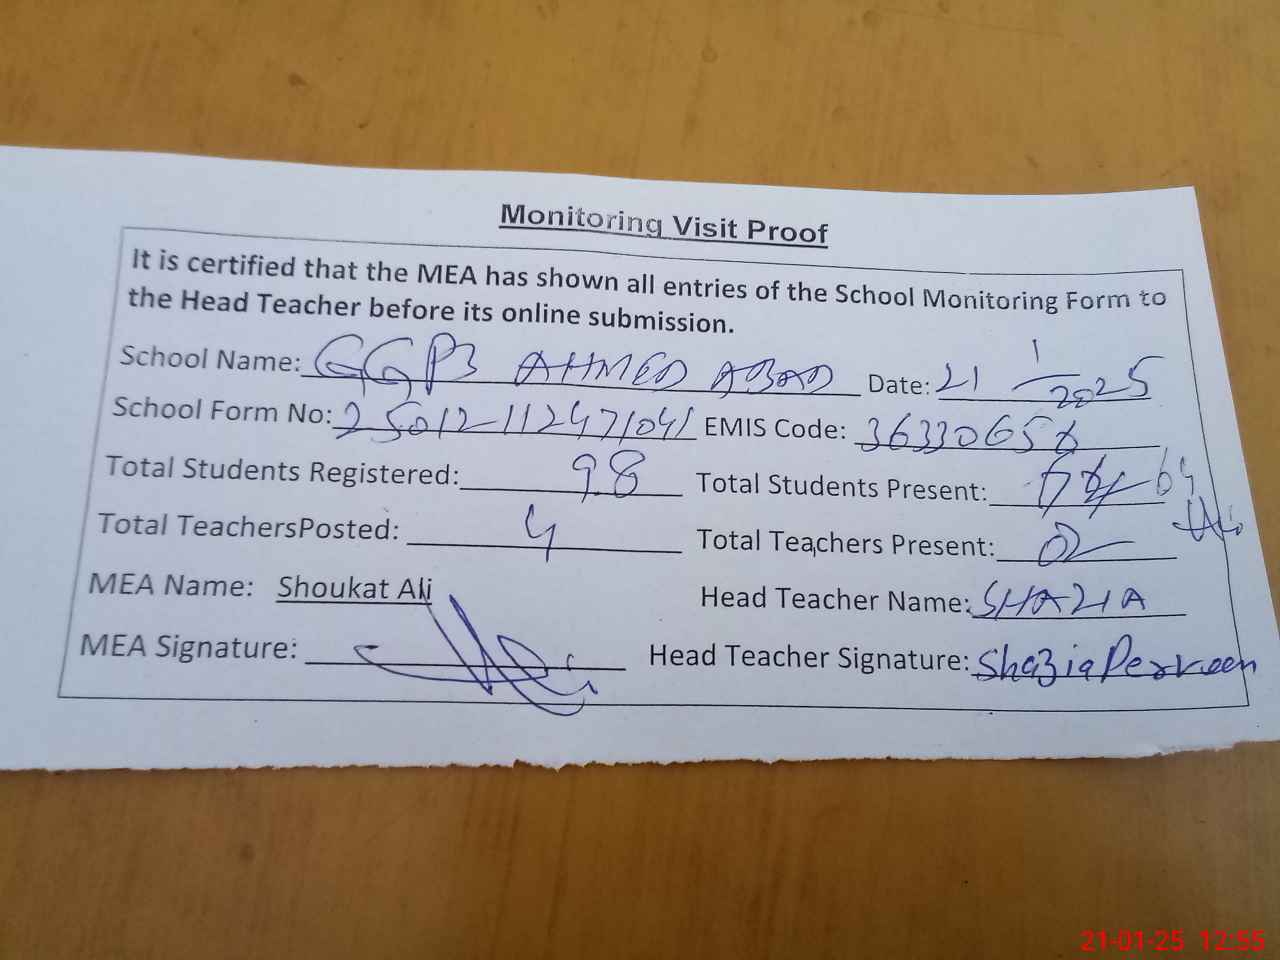 Monitoring Visit Proof
It is certified that the MEA has shown all entries of the School Monitoring Form to
the Head Teacher before its online submission.
School Name: GGPS AHMED ABAD Date: 21/1/2025
School Form No: 25012112471041 EMIS Code: 3633065
Total Students Registered: 98 Total Students Present: 64
Total TeachersPosted: 4 Total Teachers Present: 02
MEA Name: Shoukat Ali Head Teacher Name: SHAZIA
MEA Signature: Head Teacher Signature: Shazia Perveen
21-01-25 12:55